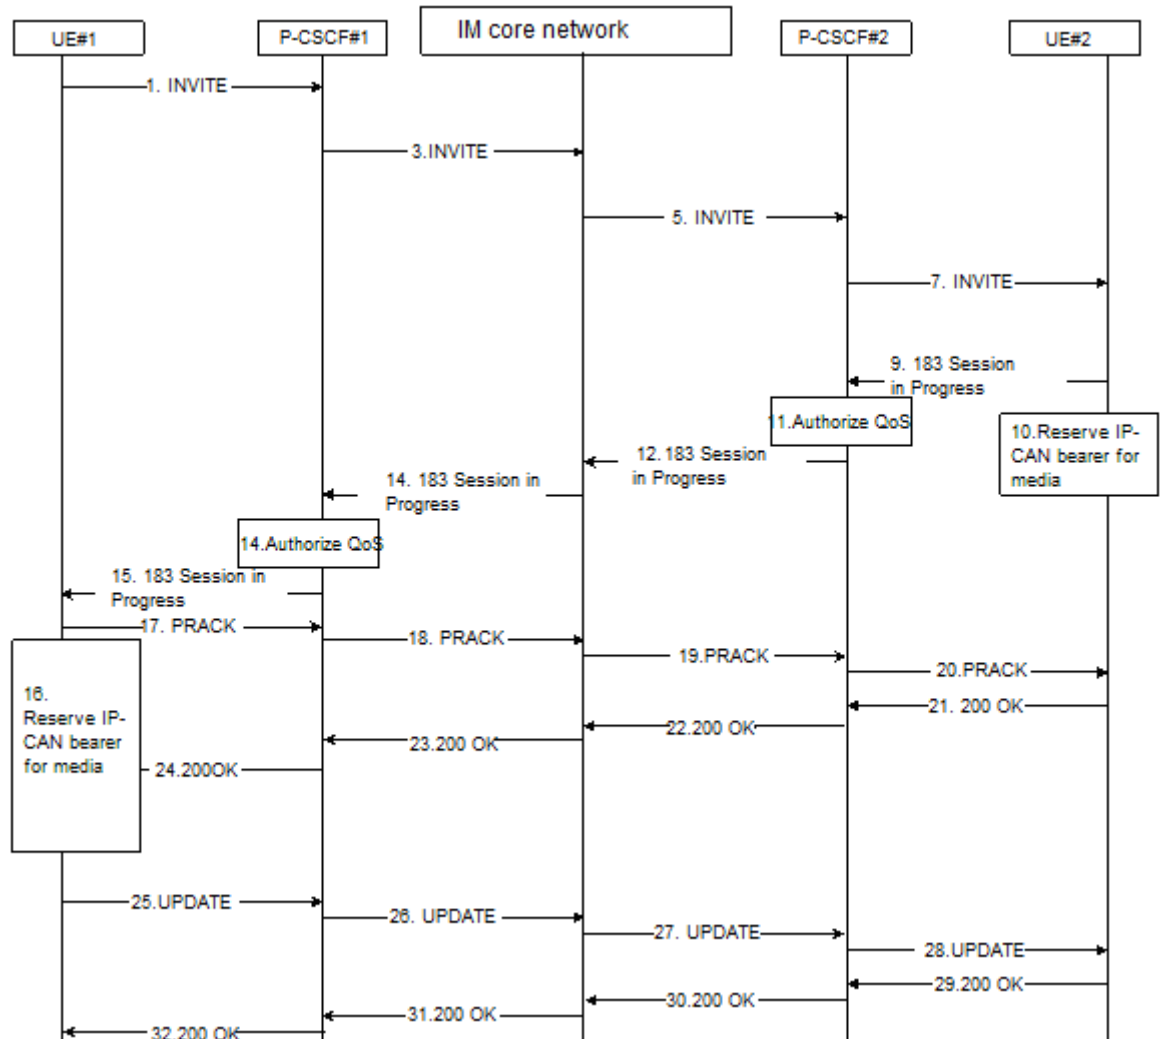 UE#1
P-CSCF#1
IM core network
P-CSCF#2
UE#2
1. INVITE
3.INVITE
5. INVITE
7. INVITE
9. 183 Session
in Progress
11.Authorize QoS
10.Reserve IP-
CAN bearer for
media
12.183 Session
in Progress
14. 183 Session in
Progress
14.Authorize QoS
15. 183 Session in
Progress
17. PRACK
18. PRACK
19.PRACK
20.PRACK
16.
Reserve IP-
CAN bearer
for media
21. 200 OK
22.200 OK
23.200 OK
24.200OK
25.UPDATE
26. UPDATE
27. UPDATE
28.UPDATE
29.200 OK
30.200 OK
31.200 OK
32.200 OK